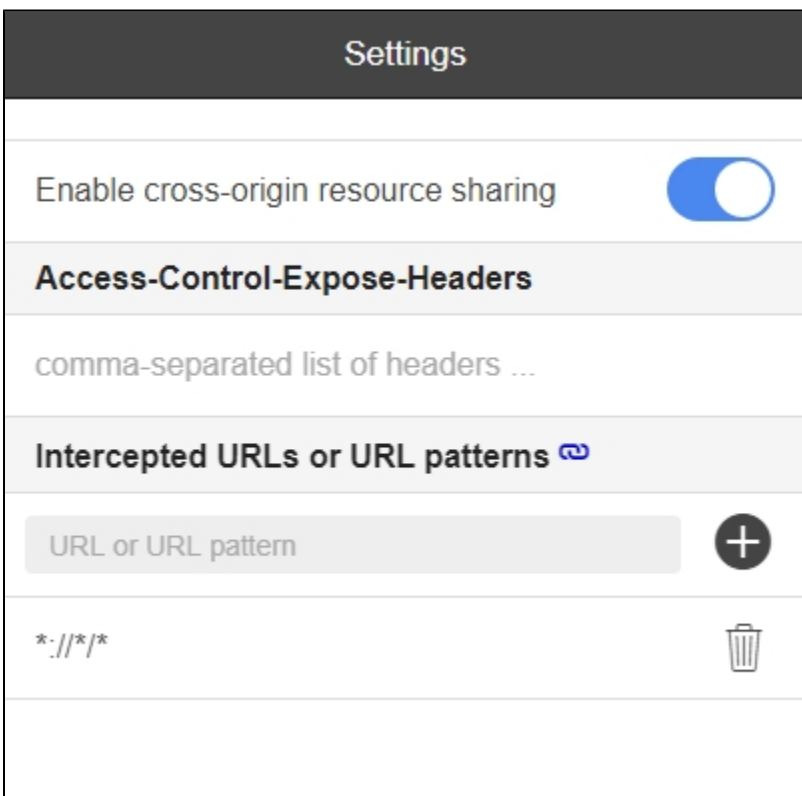 Settings
Enable cross-origin resource sharing
Access-Control-Expose-Headers
comma-separated list of headers ...
Intercepted URLs or URL patterns
URL or URL pattern
*://*/*